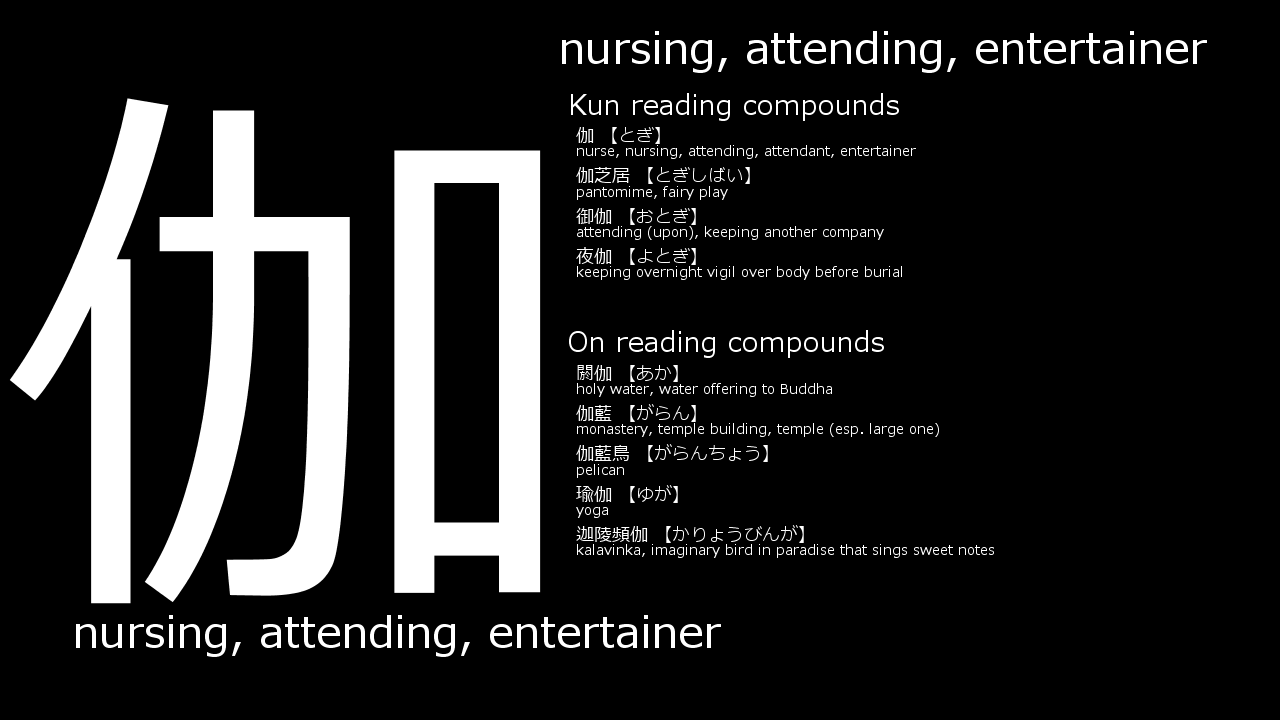 nursing, attending, entertainer
伽
Kun reading compounds
伽 【とぎ】
nurse, nursing, attending, attendant, entertainer
伽芝居 【とぎしばい】
pantomime, fairy play
御伽 【おとぎ】
attending (upon), keeping another company
夜伽 【よとぎ】
keeping overnight vigil over body before burial
On reading compounds
閼伽 【あか】
holy water, water offering to Buddha
伽藍 【がらん】
monastery, temple building, temple (esp. large one)
伽藍鳥 【がらんちょう】
pelican
瑜伽 【ゆが】
yoga
迦陵頻伽 【かりょうびんが】
kalavinka, imaginary bird in paradise that sings sweet notes
nursing, attending, entertainer